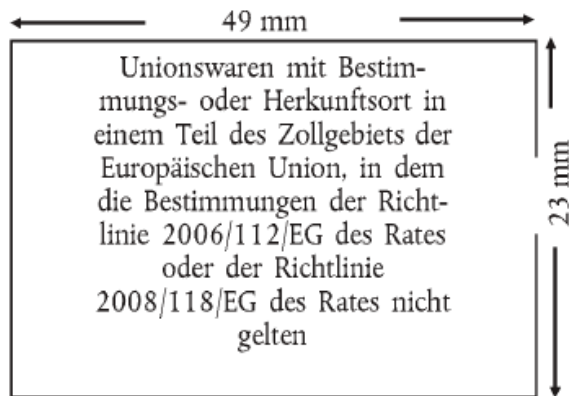 49 mm
Unionswaren mit Bestim-
mungs- oder Herkunftsort in
einem Teil des Zollgebiets der
Europäischen Union, in dem
die Bestimmungen der Richt-
linie 2006/112/EG des Rates
oder der Richtlinie
2008/118/EG des Rates nicht
gelten
23 mm